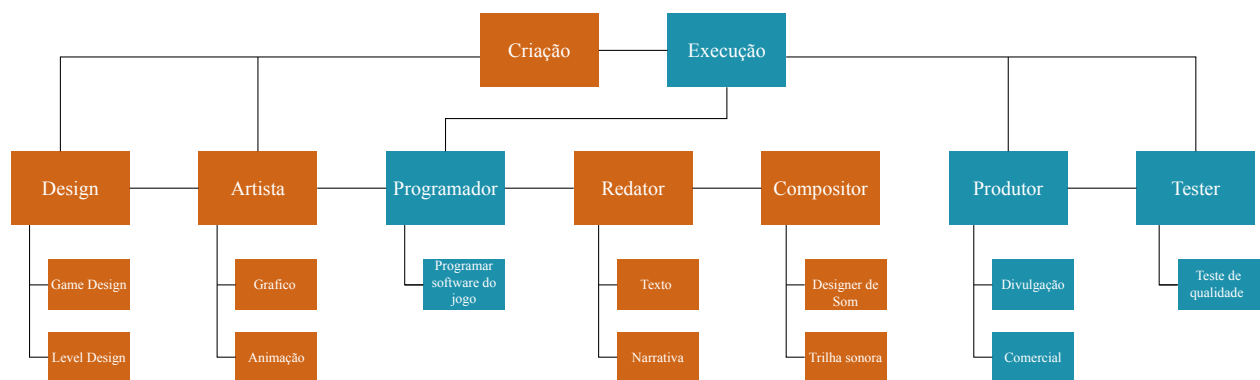 Criação
Execução
Design
Artista
Programador
Redator
Compositor
Produtor
Tester
Game Design
Grafico
Programar
software do
jogo
Texto
Designer de
Som
Divulgação
Teste de
qualidade
Level Design
Animação
Narrativa
Trilha sonora
Comercial